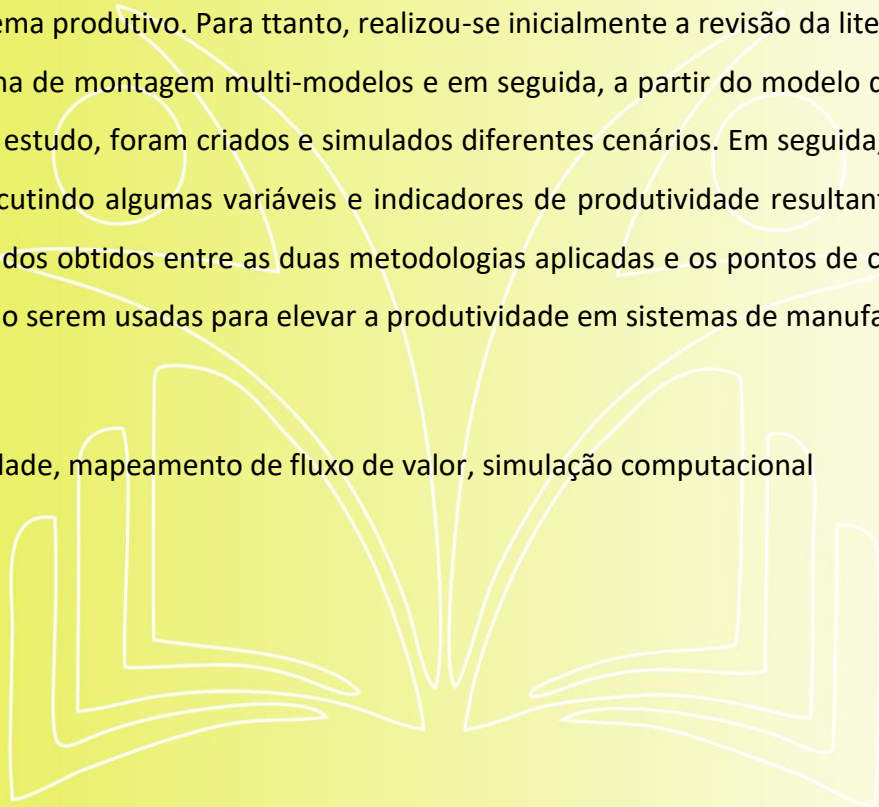 ema produtivo. Para ttanto, realizou-se inicialmente a revisão da lite
na de montagem multi-modelos e em seguida, a partir do modelo d
estudo, foram criados e simulados diferentes cenários. Em seguida,
cutindo algumas variáveis e indicadores de produtividade resultan
dos obtidos entre as duas metodologias aplicadas e os pontos de c
o serem usadas para elevar a produtividade em sistemas de manufa
dade, mapeamento de fluxo de valor, simulação computacional